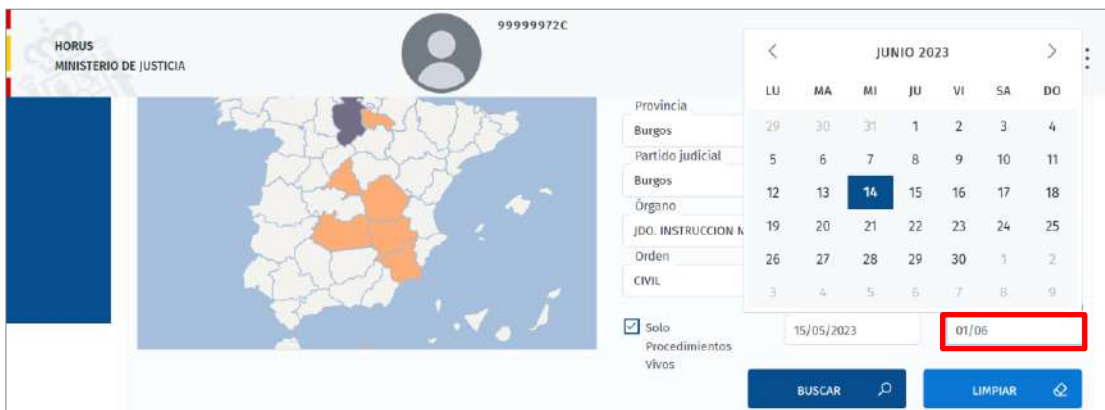 99999972C
HORUS
MINISTERIO DE JUSTICIA
JUNIO 2023
LU MA MI JU VI SA DO
29 30 31 1 2 3 4
5 6 7 8 9 10 11
12 13 14 15 16 17 18
19 20 21 22 23 24 25
26 27 28 29 30 1 2
3 4 5 6 7 8 9
Provincia
Burgos
Partido judicial
Burgos
Órgano
JDO. INSTRUCCION N
Orden
CIVIL
Solo
Procedimientos
Vivos
15/05/2023
01/06
BUSCAR
LIMPIAR